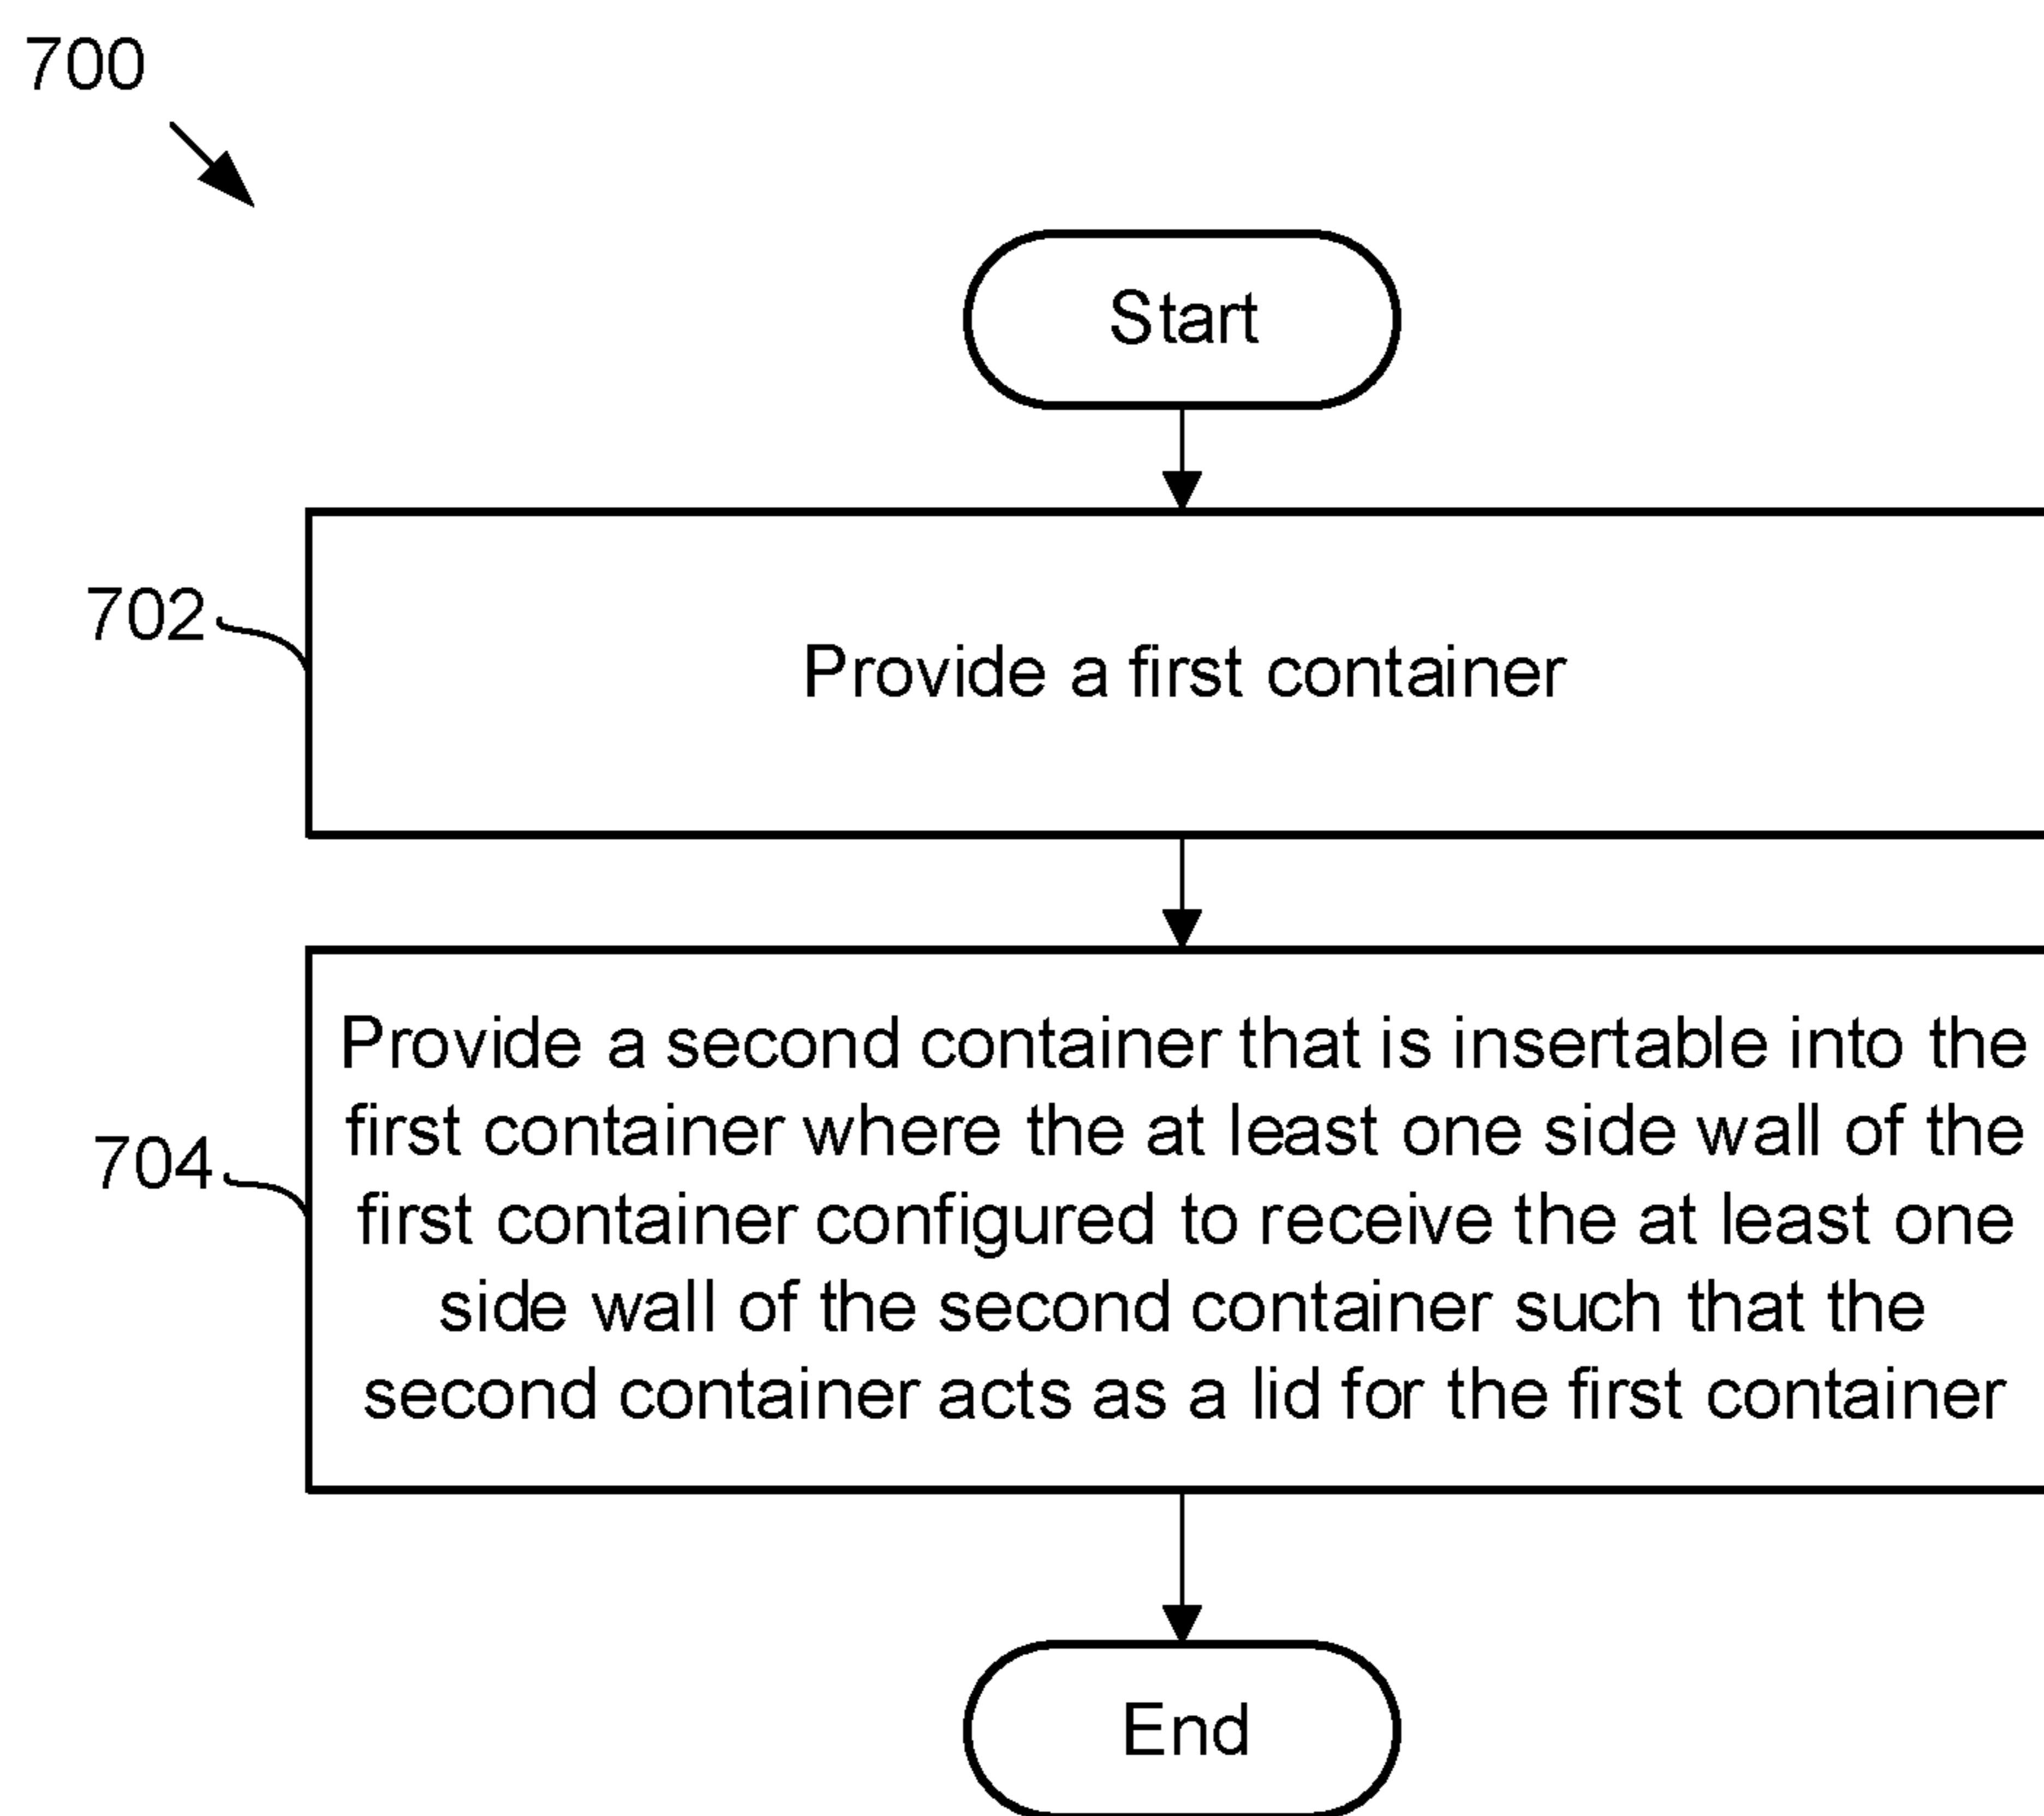 700
Start
702
Provide a first container
Provide a second container that is insertable into the
first container where the at least one side wall of the
704
first container configured to receive the at least one
side wall of the second container such that the
second container acts as a lid for the first container
End